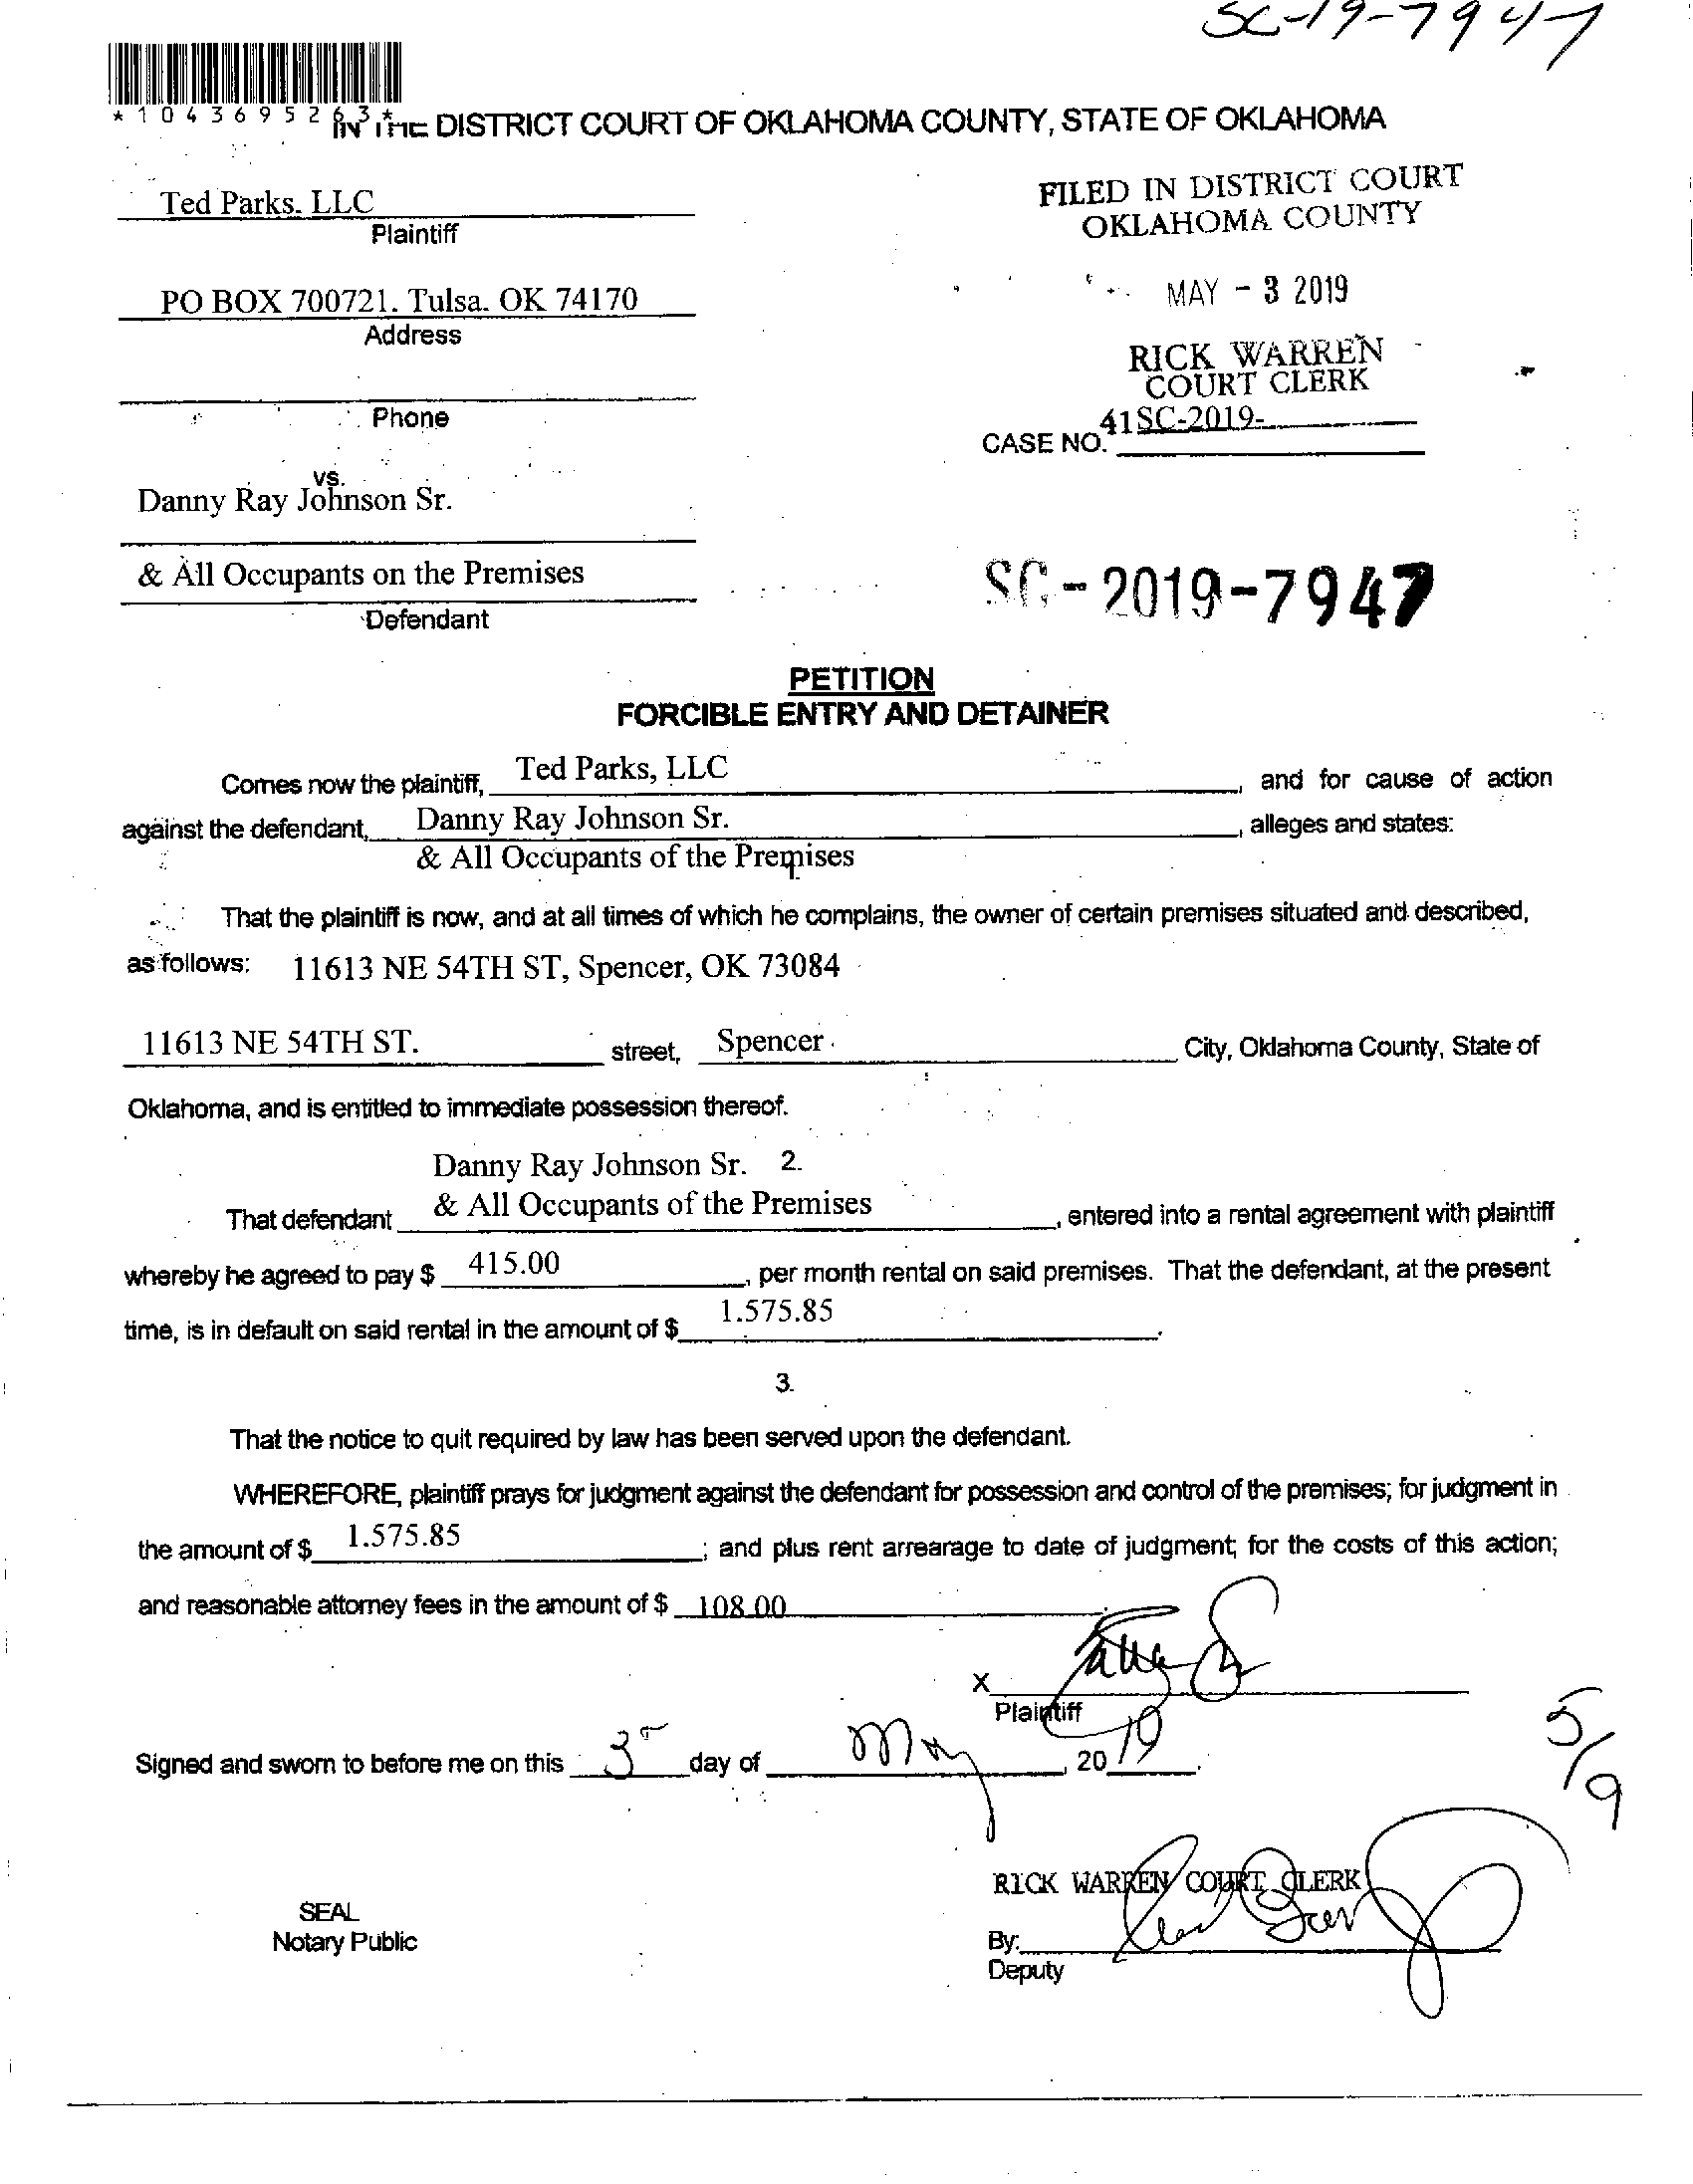 SC-19-7947
*1043695263*
IN THE DISTRICT COURT OF OKLAHOMA COUNTY, STATE OF OKLAHOMA
Ted Parks. LLC
Plaintiff
FILED IN DISTRICT COURT
OKLAHOMA COUNTY
PO BOX 700721. Tulsa. OK 74170
Address
MAY - 3 2019
RICK WARREN
COURT CLERK
Phone
41SC-2019-
CASE NO.
vs.
Danny Ray Johnson Sr.
& All Occupants on the Premises
Defendant
SC-2019-7947
PETITION
FORCIBLE ENTRY AND DETAINER
Comes now the plaintiff, Ted Parks, LLC, and for cause of action
against the defendant, Danny Ray Johnson Sr., alleges and states:
& All Occupants of the Premises
That the plaintiff is now, and at all times of which he complains, the owner of certain premises situated and described,
as follows: 11613 NE 54TH ST, Spencer, OK 73084
11613 NE 54TH ST. street, Spencer City, Oklahoma County, State of
Oklahoma, and is entitled to immediate possession thereof.
Danny Ray Johnson Sr. 2.
That defendant & All Occupants of the Premises, entered into a rental agreement with plaintiff
whereby he agreed to pay $ 415.00, per month rental on said premises. That the defendant, at the present
time, is in default on said rental in the amount of $ 1.575.85.
3.
That the notice to quit required by law has been served upon the defendant.
WHEREFORE, plaintiff prays for judgment against the defendant for possession and control of the premises; for judgment in
the amount of $ 1.575.85; and plus rent arrearage to date of judgment; for the costs of this action;
and reasonable attorney fees in the amount of $ 108.00
X
Plaintiff
Signed and sworn to before me on this 3 day of May, 20 19.
5/9
RICK WARREN COURT CLERK
SEAL
Notary Public
By:
Deputy